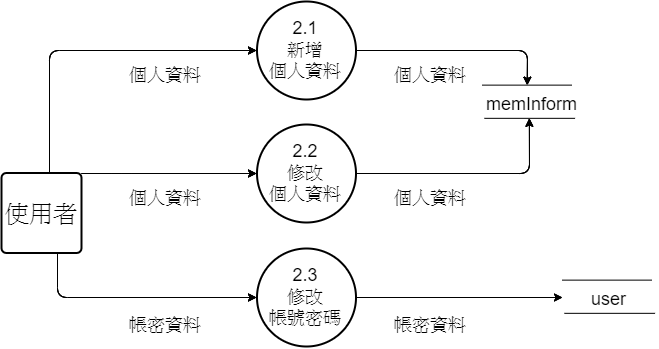 2.1
新增
個人資料
個人資料
個人資料
memInform
2.2
修改
個人資料
個人資料
個人資料
使用者
2.3
修改
帳號密碼
帳密資料
帳密資料
user